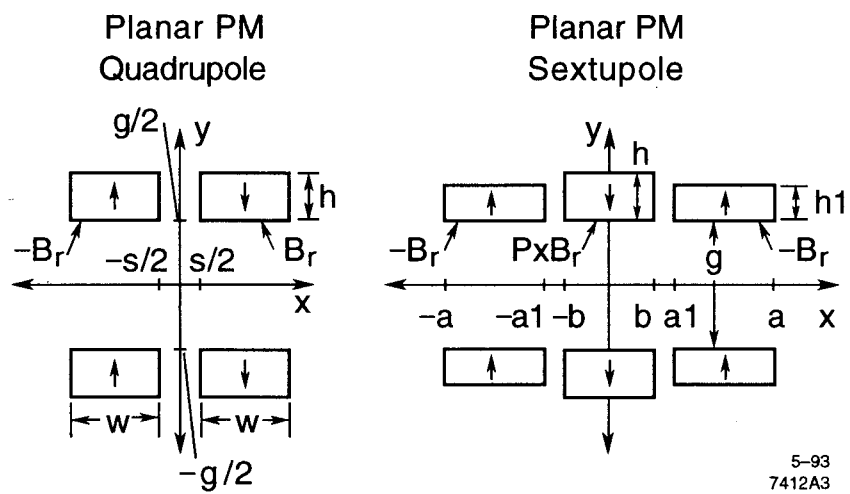 Planar PM
Quadrupole
g/2
y
h
–Br
–s/2
s/2
Br
x
w
w
–g/2
Planar PM
Sextupole
y
h
h1
–Br
PxBr
g
–Br
–a
–a1
–b
b
a1
a
x
5–93
7412A3